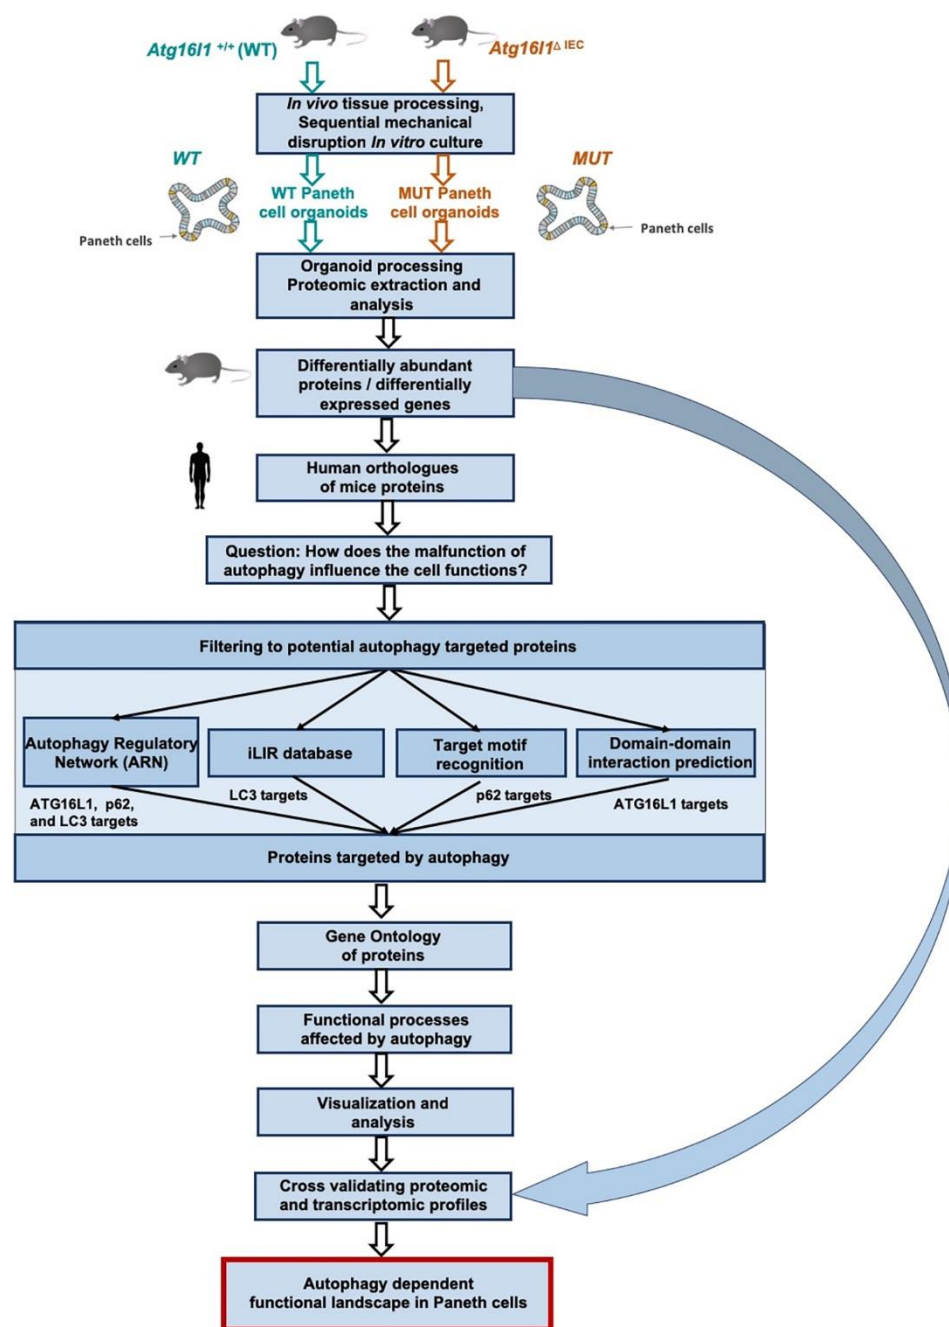 Atg16l1 +/+ (WT)
Atg16l1Δ IEC
In vivo tissue processing,
Sequential mechanical
disruption In vitro culture
WT
MUT
WT Paneth
cell organoids
MUT Paneth
cell organoids
Paneth cells
Paneth cells
Organoid processing
Proteomic extraction and
analysis
Differentially abundant
proteins / differentially
expressed genes
Human orthologues
of mice proteins
Question: How does the malfunction of
autophagy influence the cell functions?
Filtering to potential autophagy targeted proteins
Autophagy Regulatory
Network (ARN)
iLIR database
Target motif
recognition
Domain-domain
interaction prediction
ATG16L1, p62,
and LC3 targets
LC3 targets
p62 targets
ATG16L1 targets
Proteins targeted by autophagy
Gene Ontology
of proteins
Functional processes
affected by autophagy
Visualization and
analysis
Cross validating proteomic
and transcriptomic profiles
Autophagy dependent
functional landscape in Paneth cells